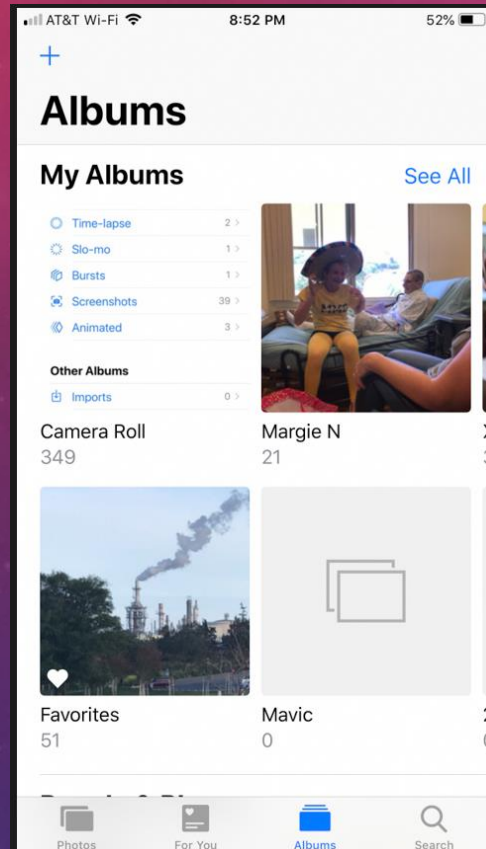 AT&T Wi-Fi 8:52 PM 52%
+
Albums
My Albums See All
Time-lapse 2 >
Slo-mo 1 >
Bursts 1 >
Screenshots 39 >
Animated 3 >
Other Albums
Imports 0 >
Camera Roll Margie N
349 21
Favorites Mavic
51 0
Photos For You Albums Search